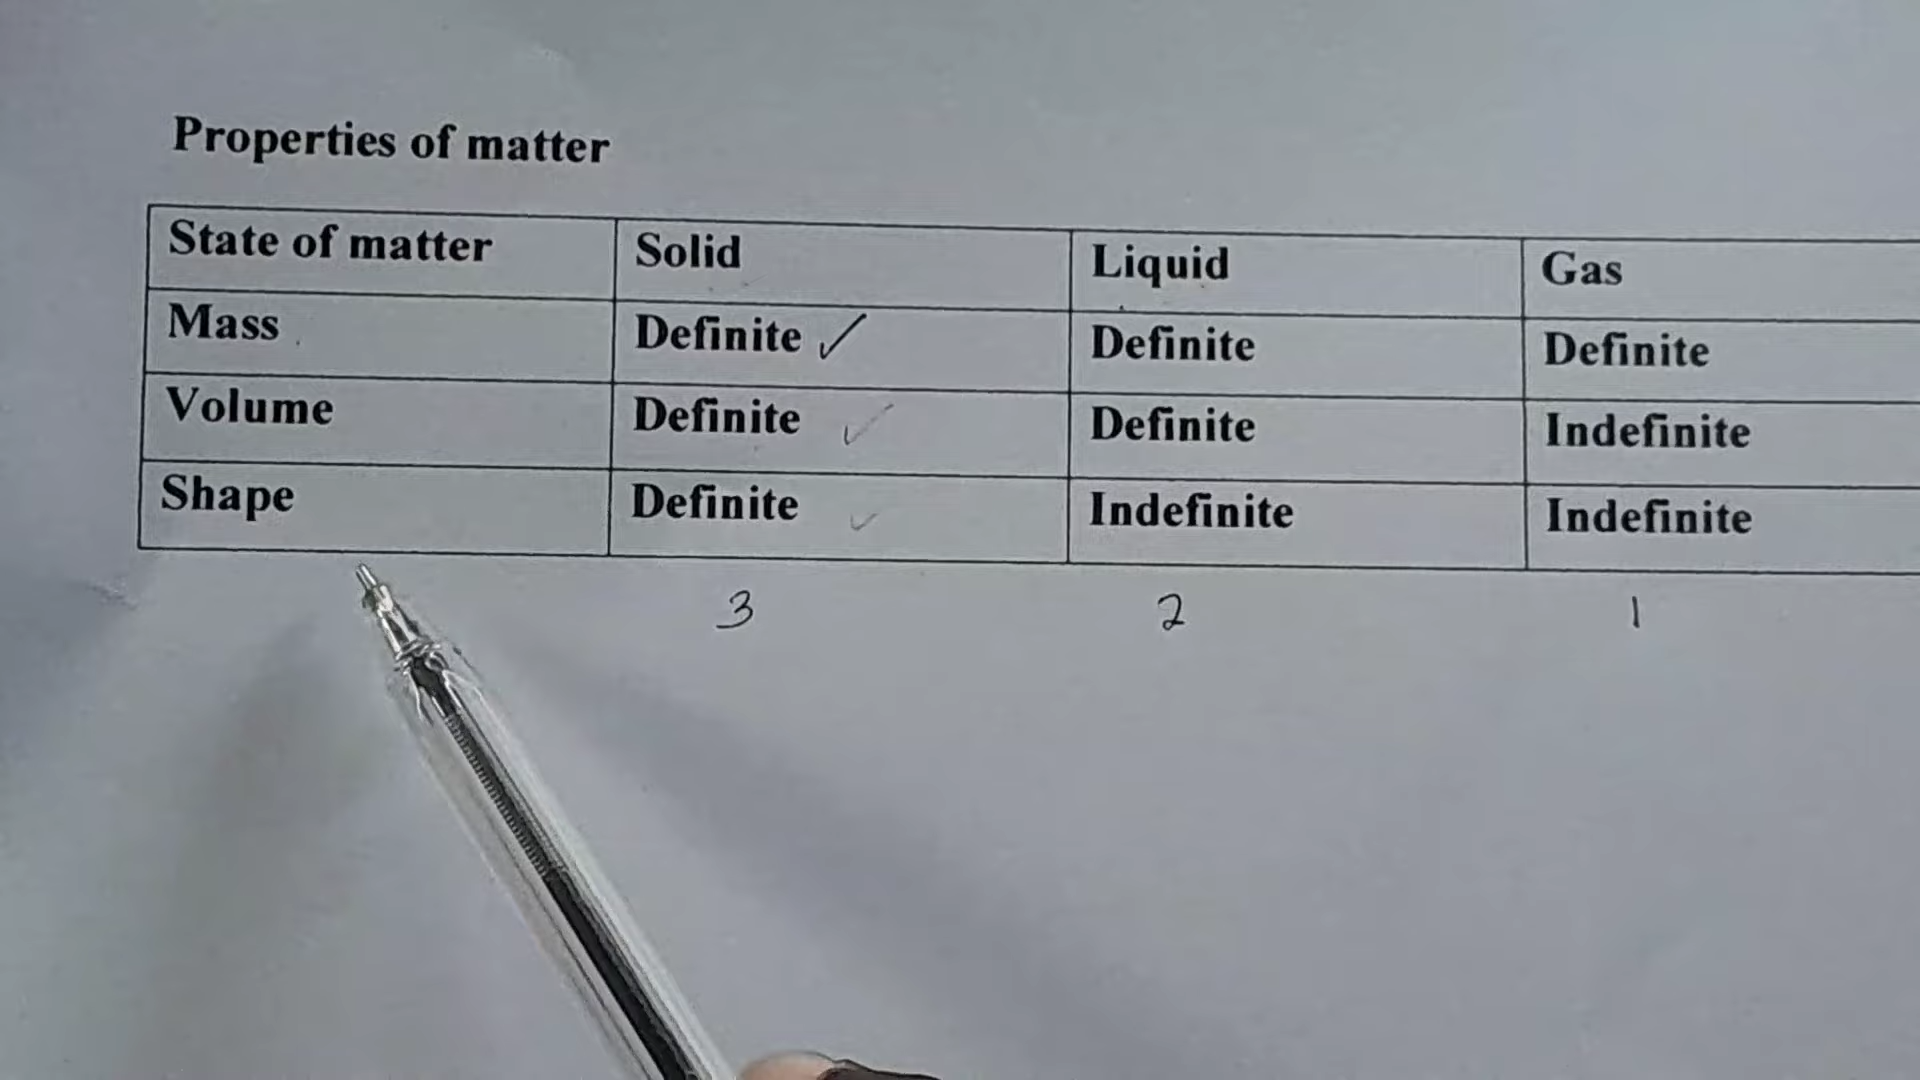 Properties of matter
State of matter Solid Liquid Gas
Mass Definite ✓ Definite Definite
Volume Definite ✓ Definite Indefinite
Shape Definite ✓ Indefinite Indefinite
3 2 1